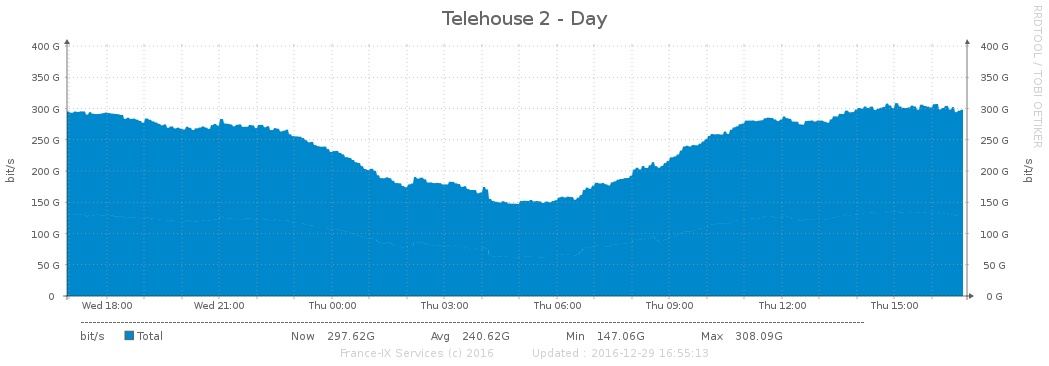 Telehouse 2 - Day
RRDTOOL / TOBI OETIKER
bit/s
400 G 400 G
350 G 350 G
300 G 300 G
250 G 250 G
200 G 200 G
150 G 150 G
100 G 100 G
50 G 50 G
0 0 G
bit/s
Wed 18:00 Wed 21:00 Thu 00:00 Thu 03:00 Thu 06:00 Thu 09:00 Thu 12:00 Thu 15:00
bit/s Total Now 297.62G Avg 240.62G Min 147.06G Max 308.09G
France-IX Services (c) 2016 Updated : 2016-12-29 16:55:13